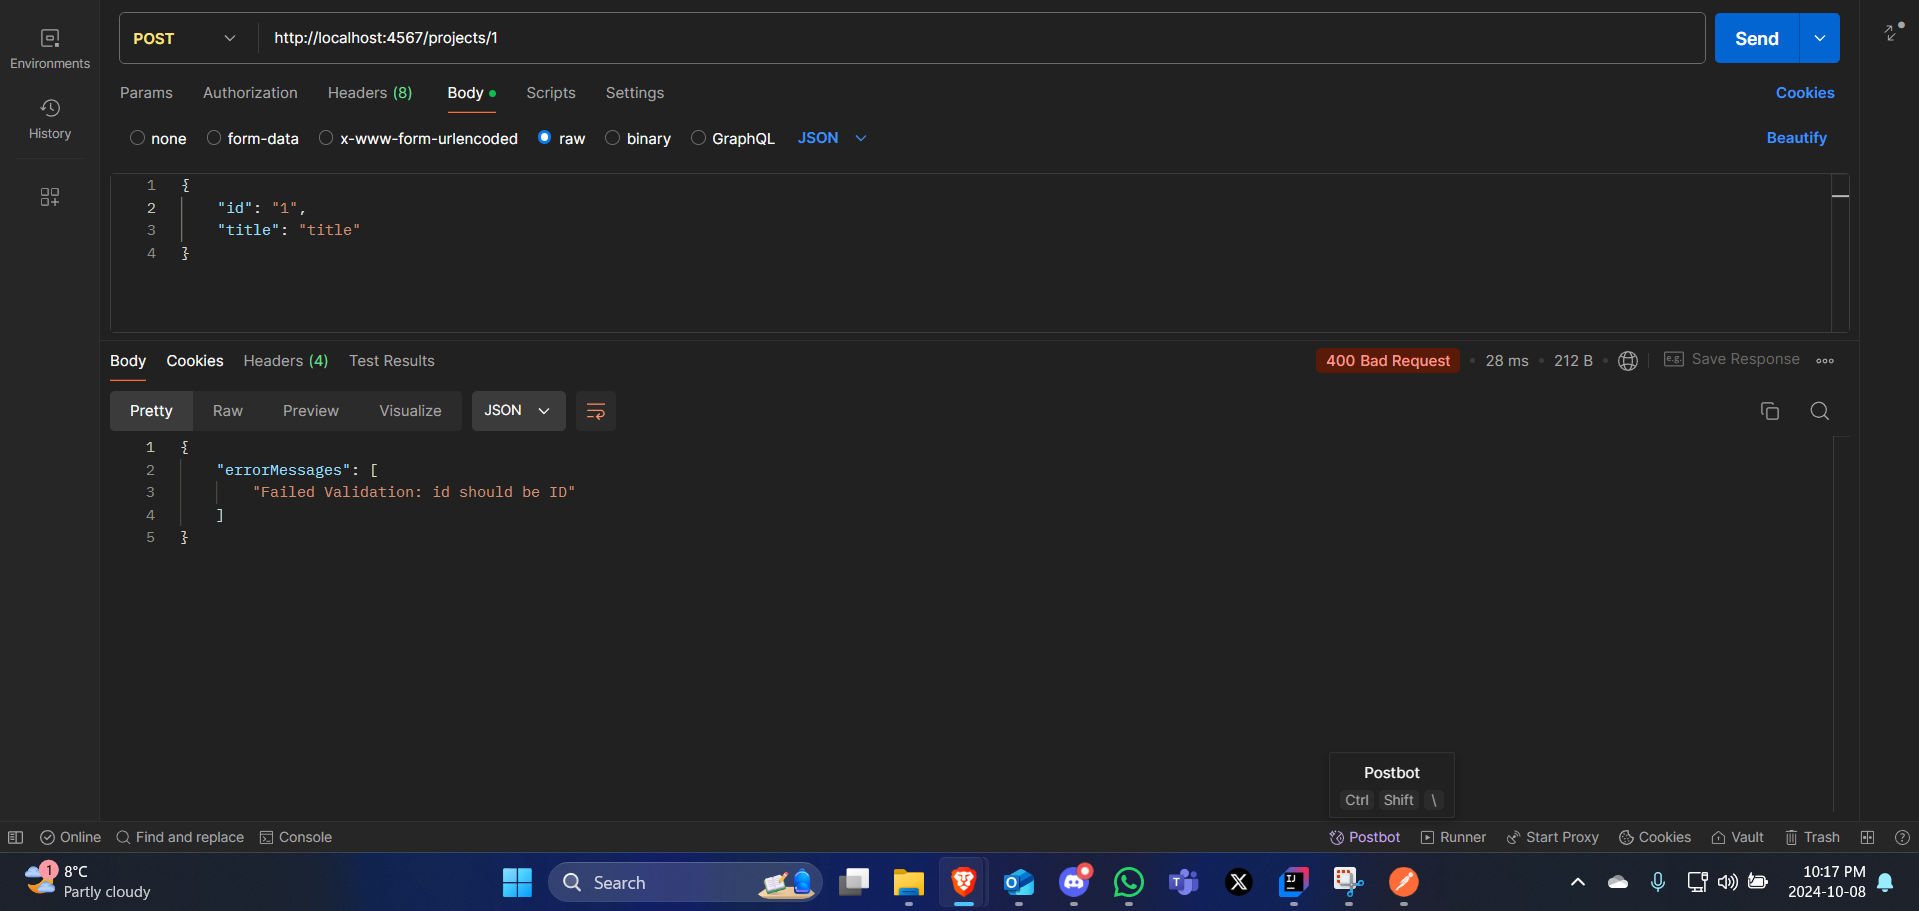 Environments
History
POST
http://localhost:4567/projects/1
Send
Params Authorization Headers (8) Body Scripts Settings Cookies
none form-data x-www-form-urlencoded raw binary GraphQL JSON Beautify
1 {
2 "id": "1",
3 "title": "title"
4 }
Body Cookies Headers (4) Test Results 400 Bad Request • 28 ms • 212 B • e.g. Save Response
Pretty Raw Preview Visualize JSON
1 {
2 "errorMessages": [
3 "Failed Validation: id should be ID"
4 ]
5 }
Postbot
Ctrl Shift \
Online Find and replace Console Postbot Runner Start Proxy Cookies Vault Trash
1
8°C
Partly cloudy
Search
10:17 PM
2024-10-08